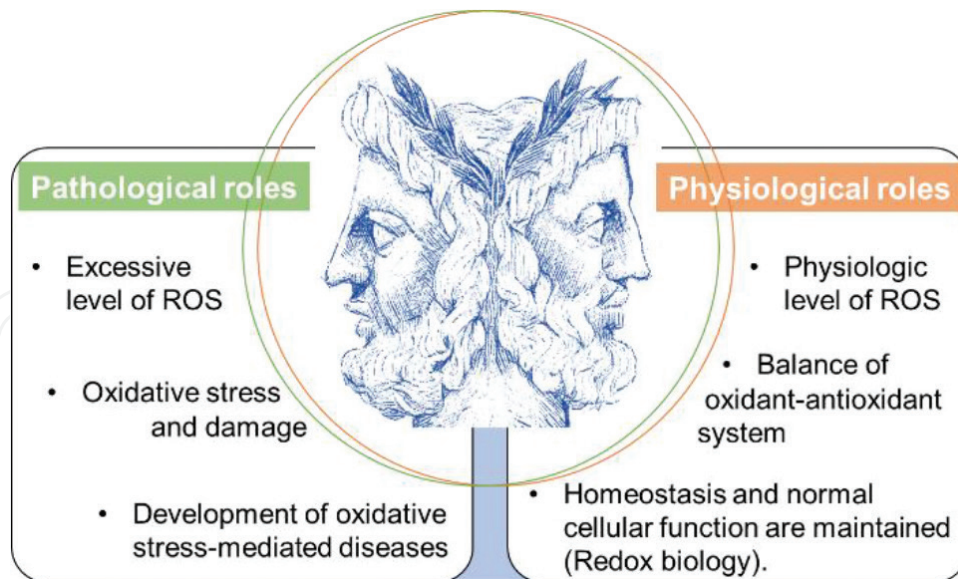 Pathological roles
• Excessive
level of ROS
• Oxidative stress
and damage
• Development of oxidative
stress-mediated diseases
Physiological roles
• Physiologic
level of ROS
• Balance of
oxidant-antioxidant
system
• Homeostasis and normal
cellular function are maintained
(Redox biology).